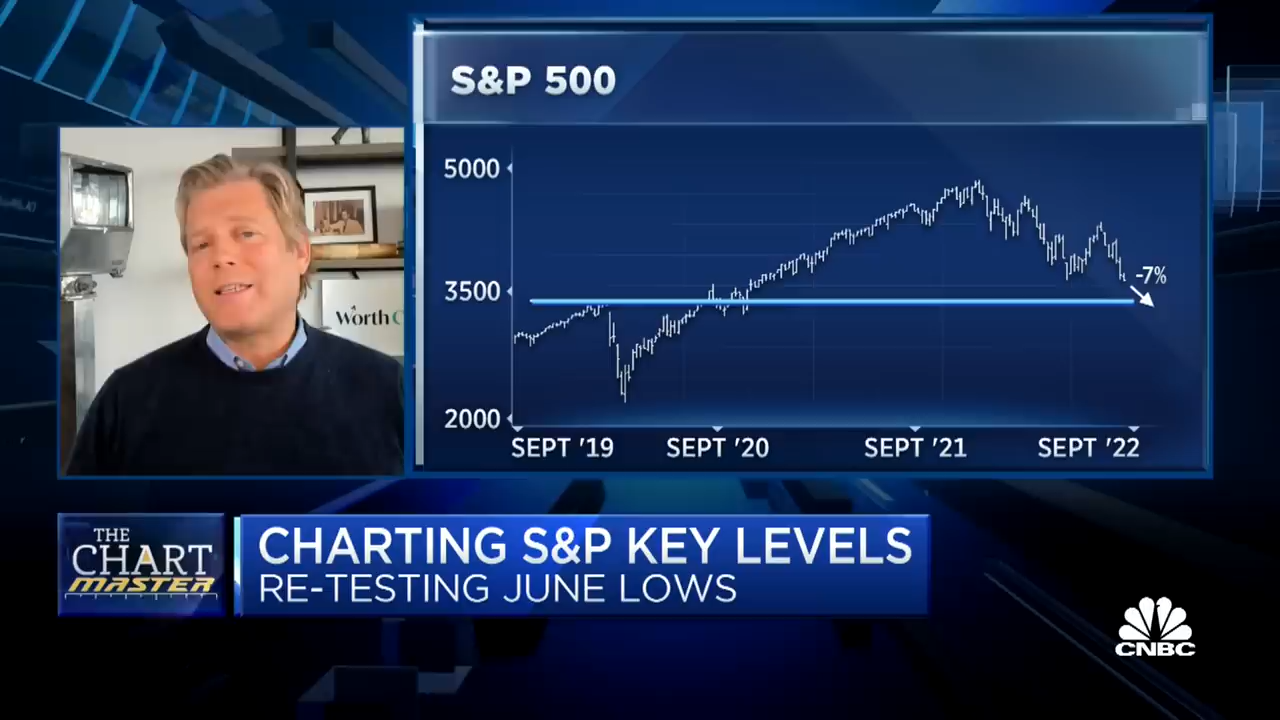 S&P 500
5000
3500
2000
-7%
SEPT '19
SEPT '20
SEPT '21
SEPT '22
Worth
THE
CHART
MASTER
CHARTING S&P KEY LEVELS
RE-TESTING JUNE LOWS
CNBC